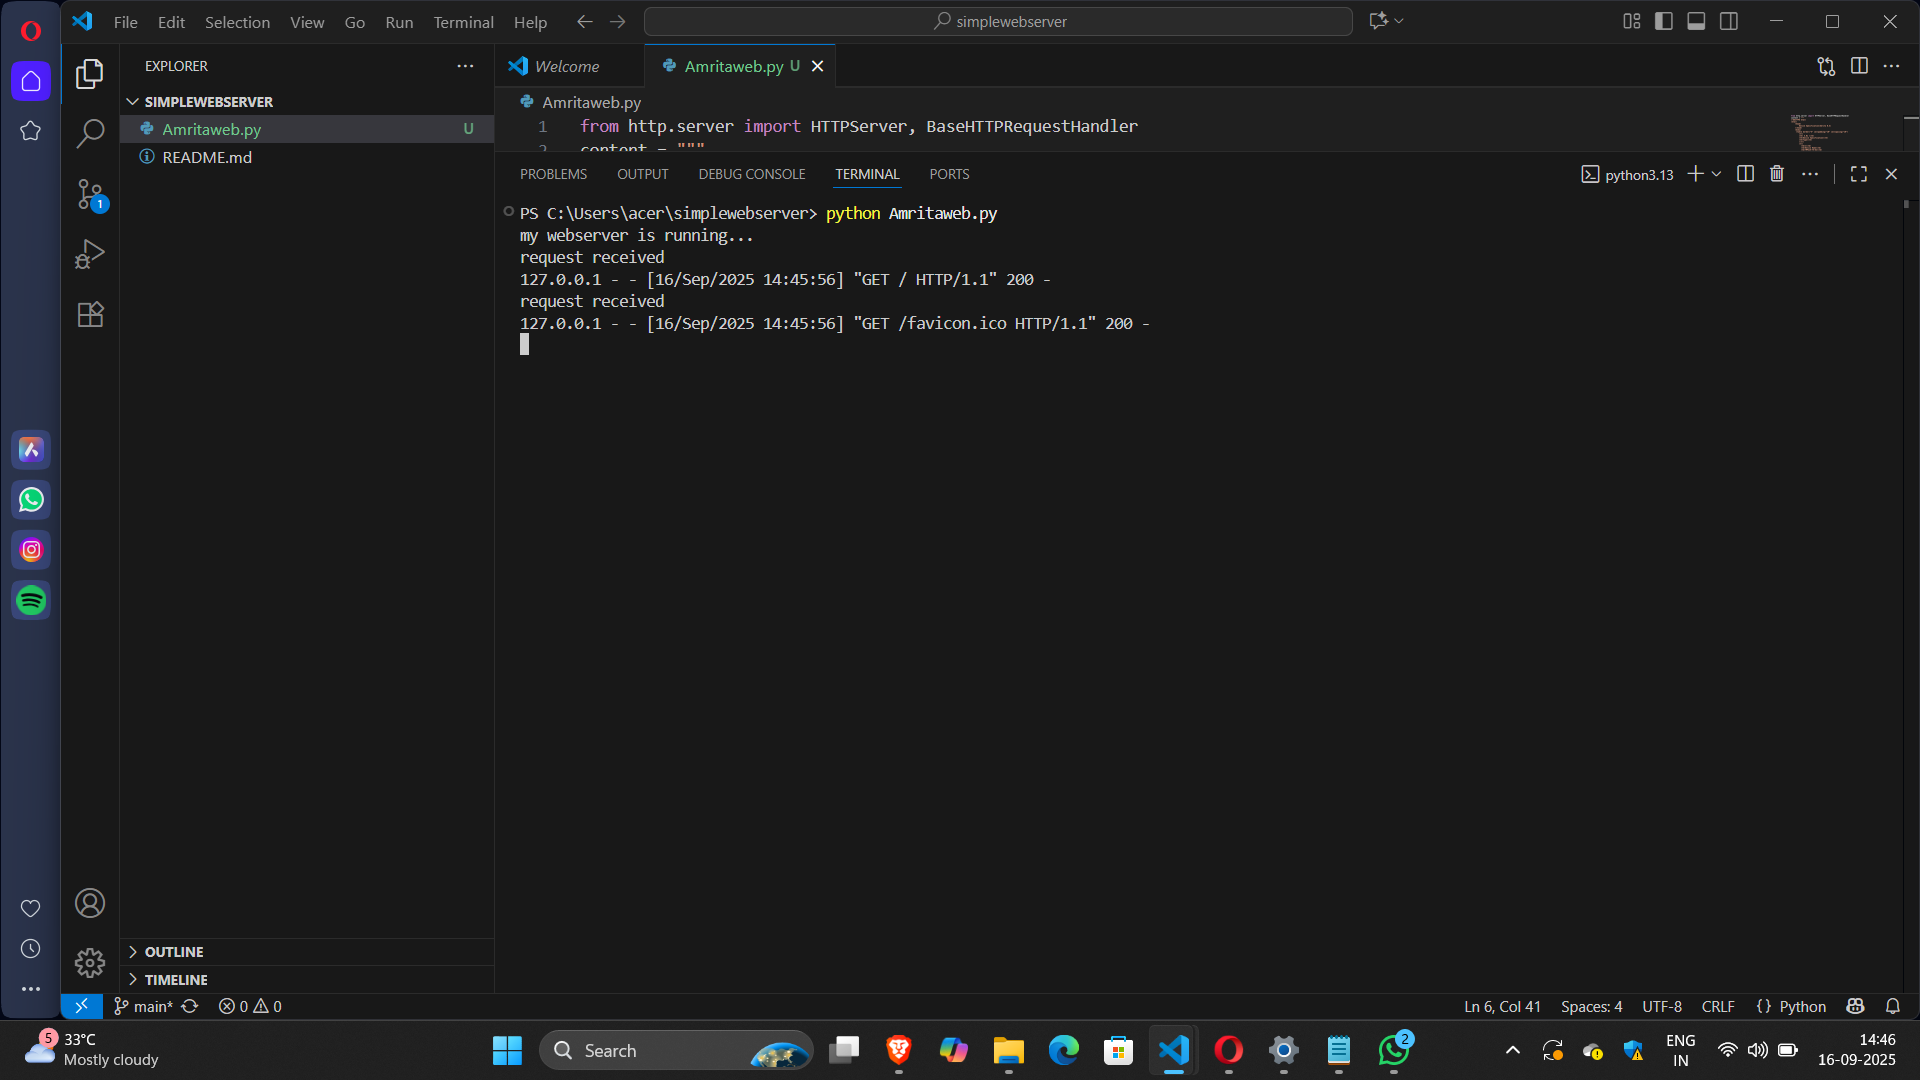 File Edit Selection View Go Run Terminal Help
simplewebserver
EXPLORER
SIMPLEWEBSERVER
Amritaweb.py U
README.md
OUTLINE
TIMELINE
Welcome
Amritaweb.py U
Amritaweb.py
1 from http.server import HTTPServer, BaseHTTPRequestHandler
2 content = """
PROBLEMS OUTPUT DEBUG CONSOLE TERMINAL PORTS
python3.13
PS C:\Users\acer\simplewebserver> python Amritaweb.py
my webserver is running...
request received
127.0.0.1 - - [16/Sep/2025 14:45:56] "GET / HTTP/1.1" 200 -
request received
127.0.0.1 - - [16/Sep/2025 14:45:56] "GET /favicon.ico HTTP/1.1" 200 -
1
main* 0 0
Ln 6, Col 41 Spaces: 4 UTF-8 CRLF {} Python
5
33°C
Mostly cloudy
Search
2
ENG
IN
14:46
16-09-2025